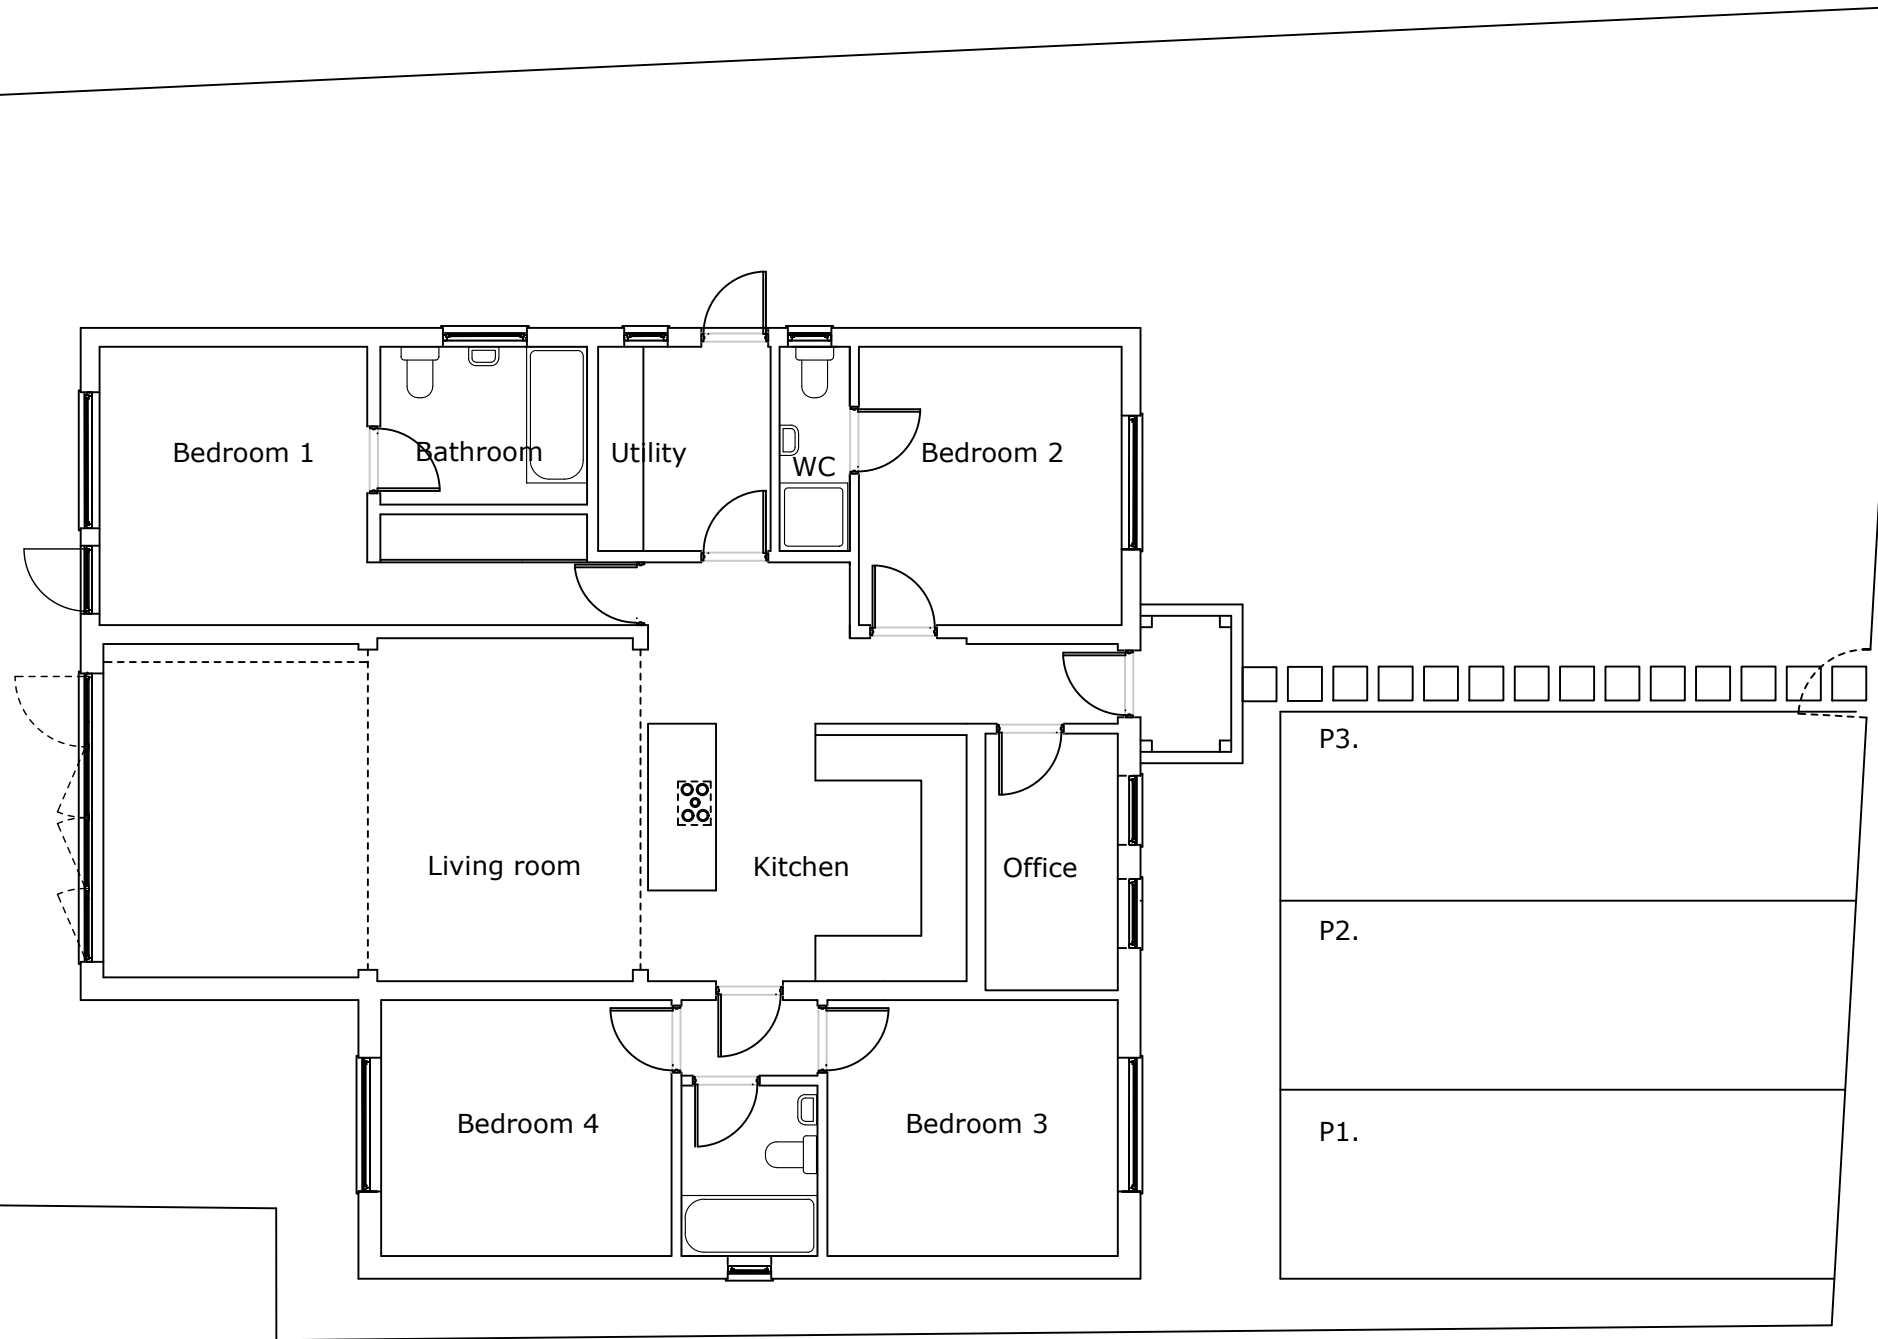 Bedroom 1
Bathroom
Utility
WC
Bedroom 2
P3.
Living room
Kitchen
Office
P2.
Bedroom 4
Bedroom 3
P1.